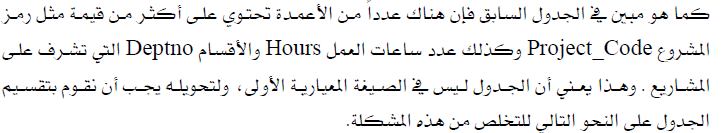 كما هو مبين في الجدول السابق فإن هناك عدداً من الأعمدة تحتوي على أكثر من قيمة مثل رمز
المشروع Project_Code وكذلك عدد ساعات العمل Hours والأقسام Deptno التي تشرف على
المشاريع . وهذا يعني أن الجدول ليس في الصيغة المعيارية الأولى، ولتحويله يجب أن نقوم بتقسيم
الجدول على النحو التالي للتخلص من هذه المشكلة.